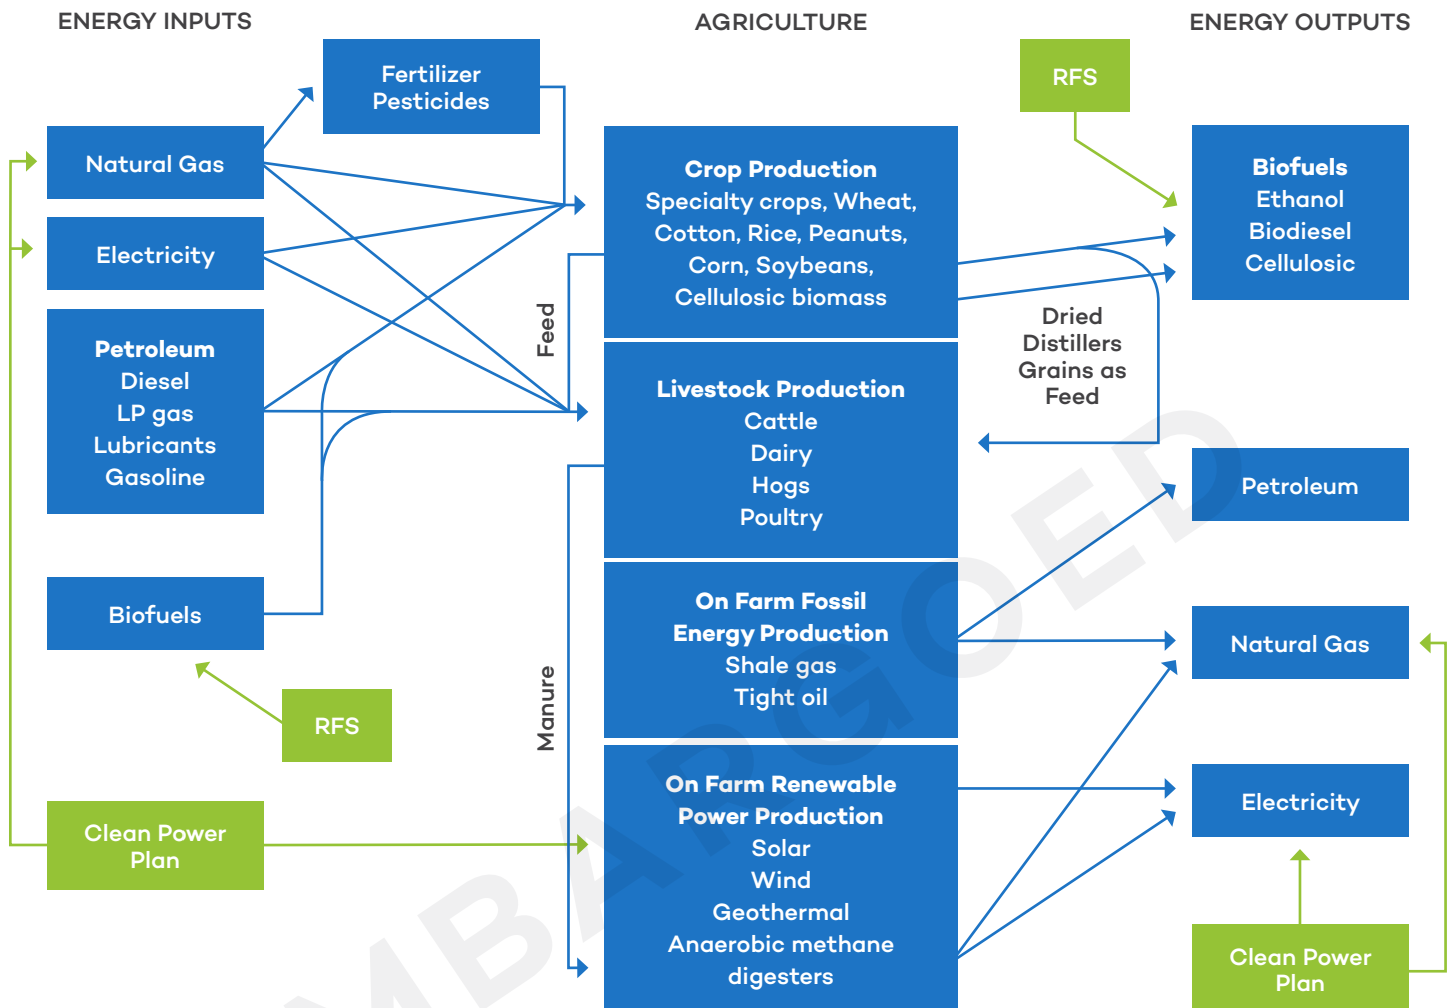 ENERGY INPUTS
AGRICULTURE
ENERGY OUTPUTS
Fertilizer
Pesticides
Natural Gas
Electricity
Petroleum
Diesel
LP gas
Lubricants
Gasoline
Biofuels
RFS
Clean Power
Plan
Feed
Manure
Crop Production
Specialty crops, Wheat,
Cotton, Rice, Peanuts,
Corn, Soybeans,
Cellulosic biomass
Livestock Production
Cattle
Dairy
Hogs
Poultry
On Farm Fossil
Energy Production
Shale gas
Tight oil
On Farm Renewable
Power Production
Solar
Wind
Geothermal
Anaerobic methane
digesters
RFS
Biofuels
Ethanol
Biodiesel
Cellulosic
Dried
Distillers
Grains as
Feed
Petroleum
Natural Gas
Electricity
Clean Power
Plan
MBARGOED